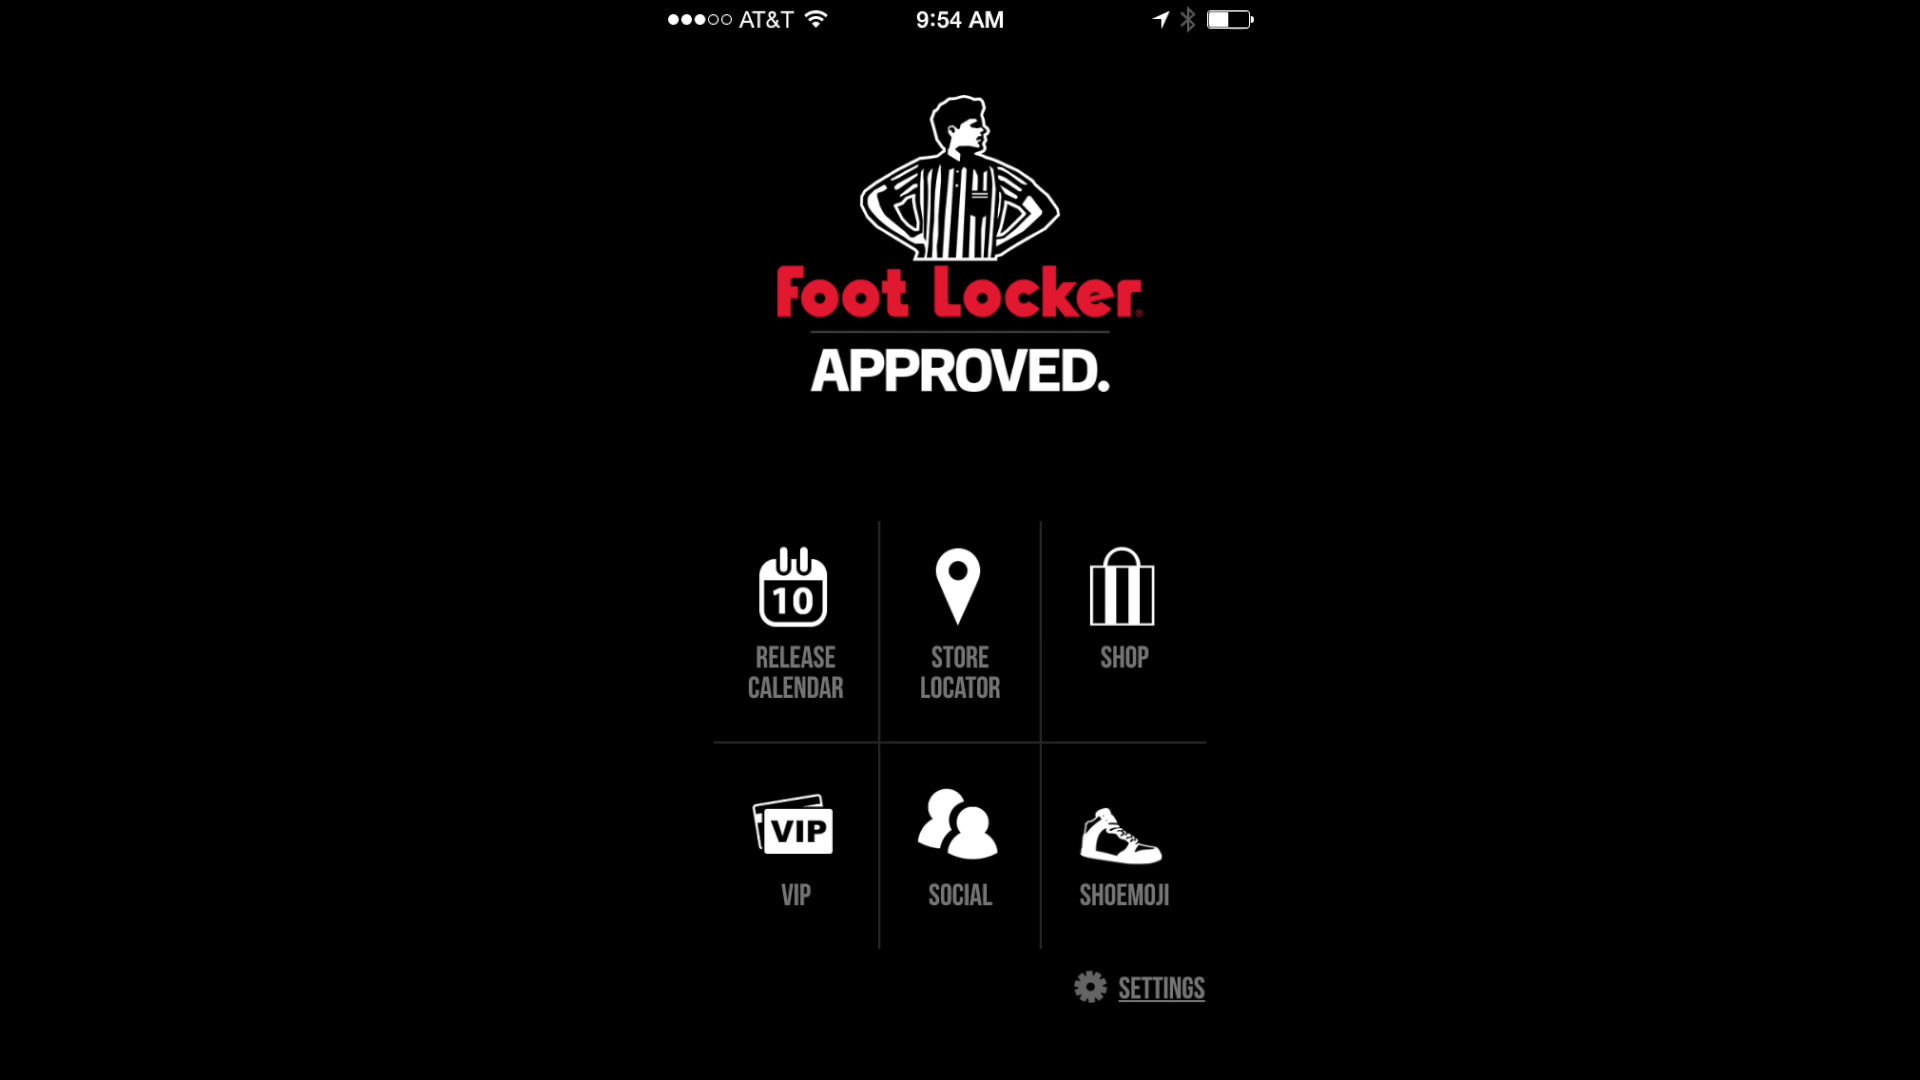 AT&T 9:54 AM
Foot Locker®
APPROVED.
10
RELEASE
CALENDAR
STORE
LOCATOR
SHOP
VIP
VIP
SOCIAL
SHOEMOJI
SETTINGS